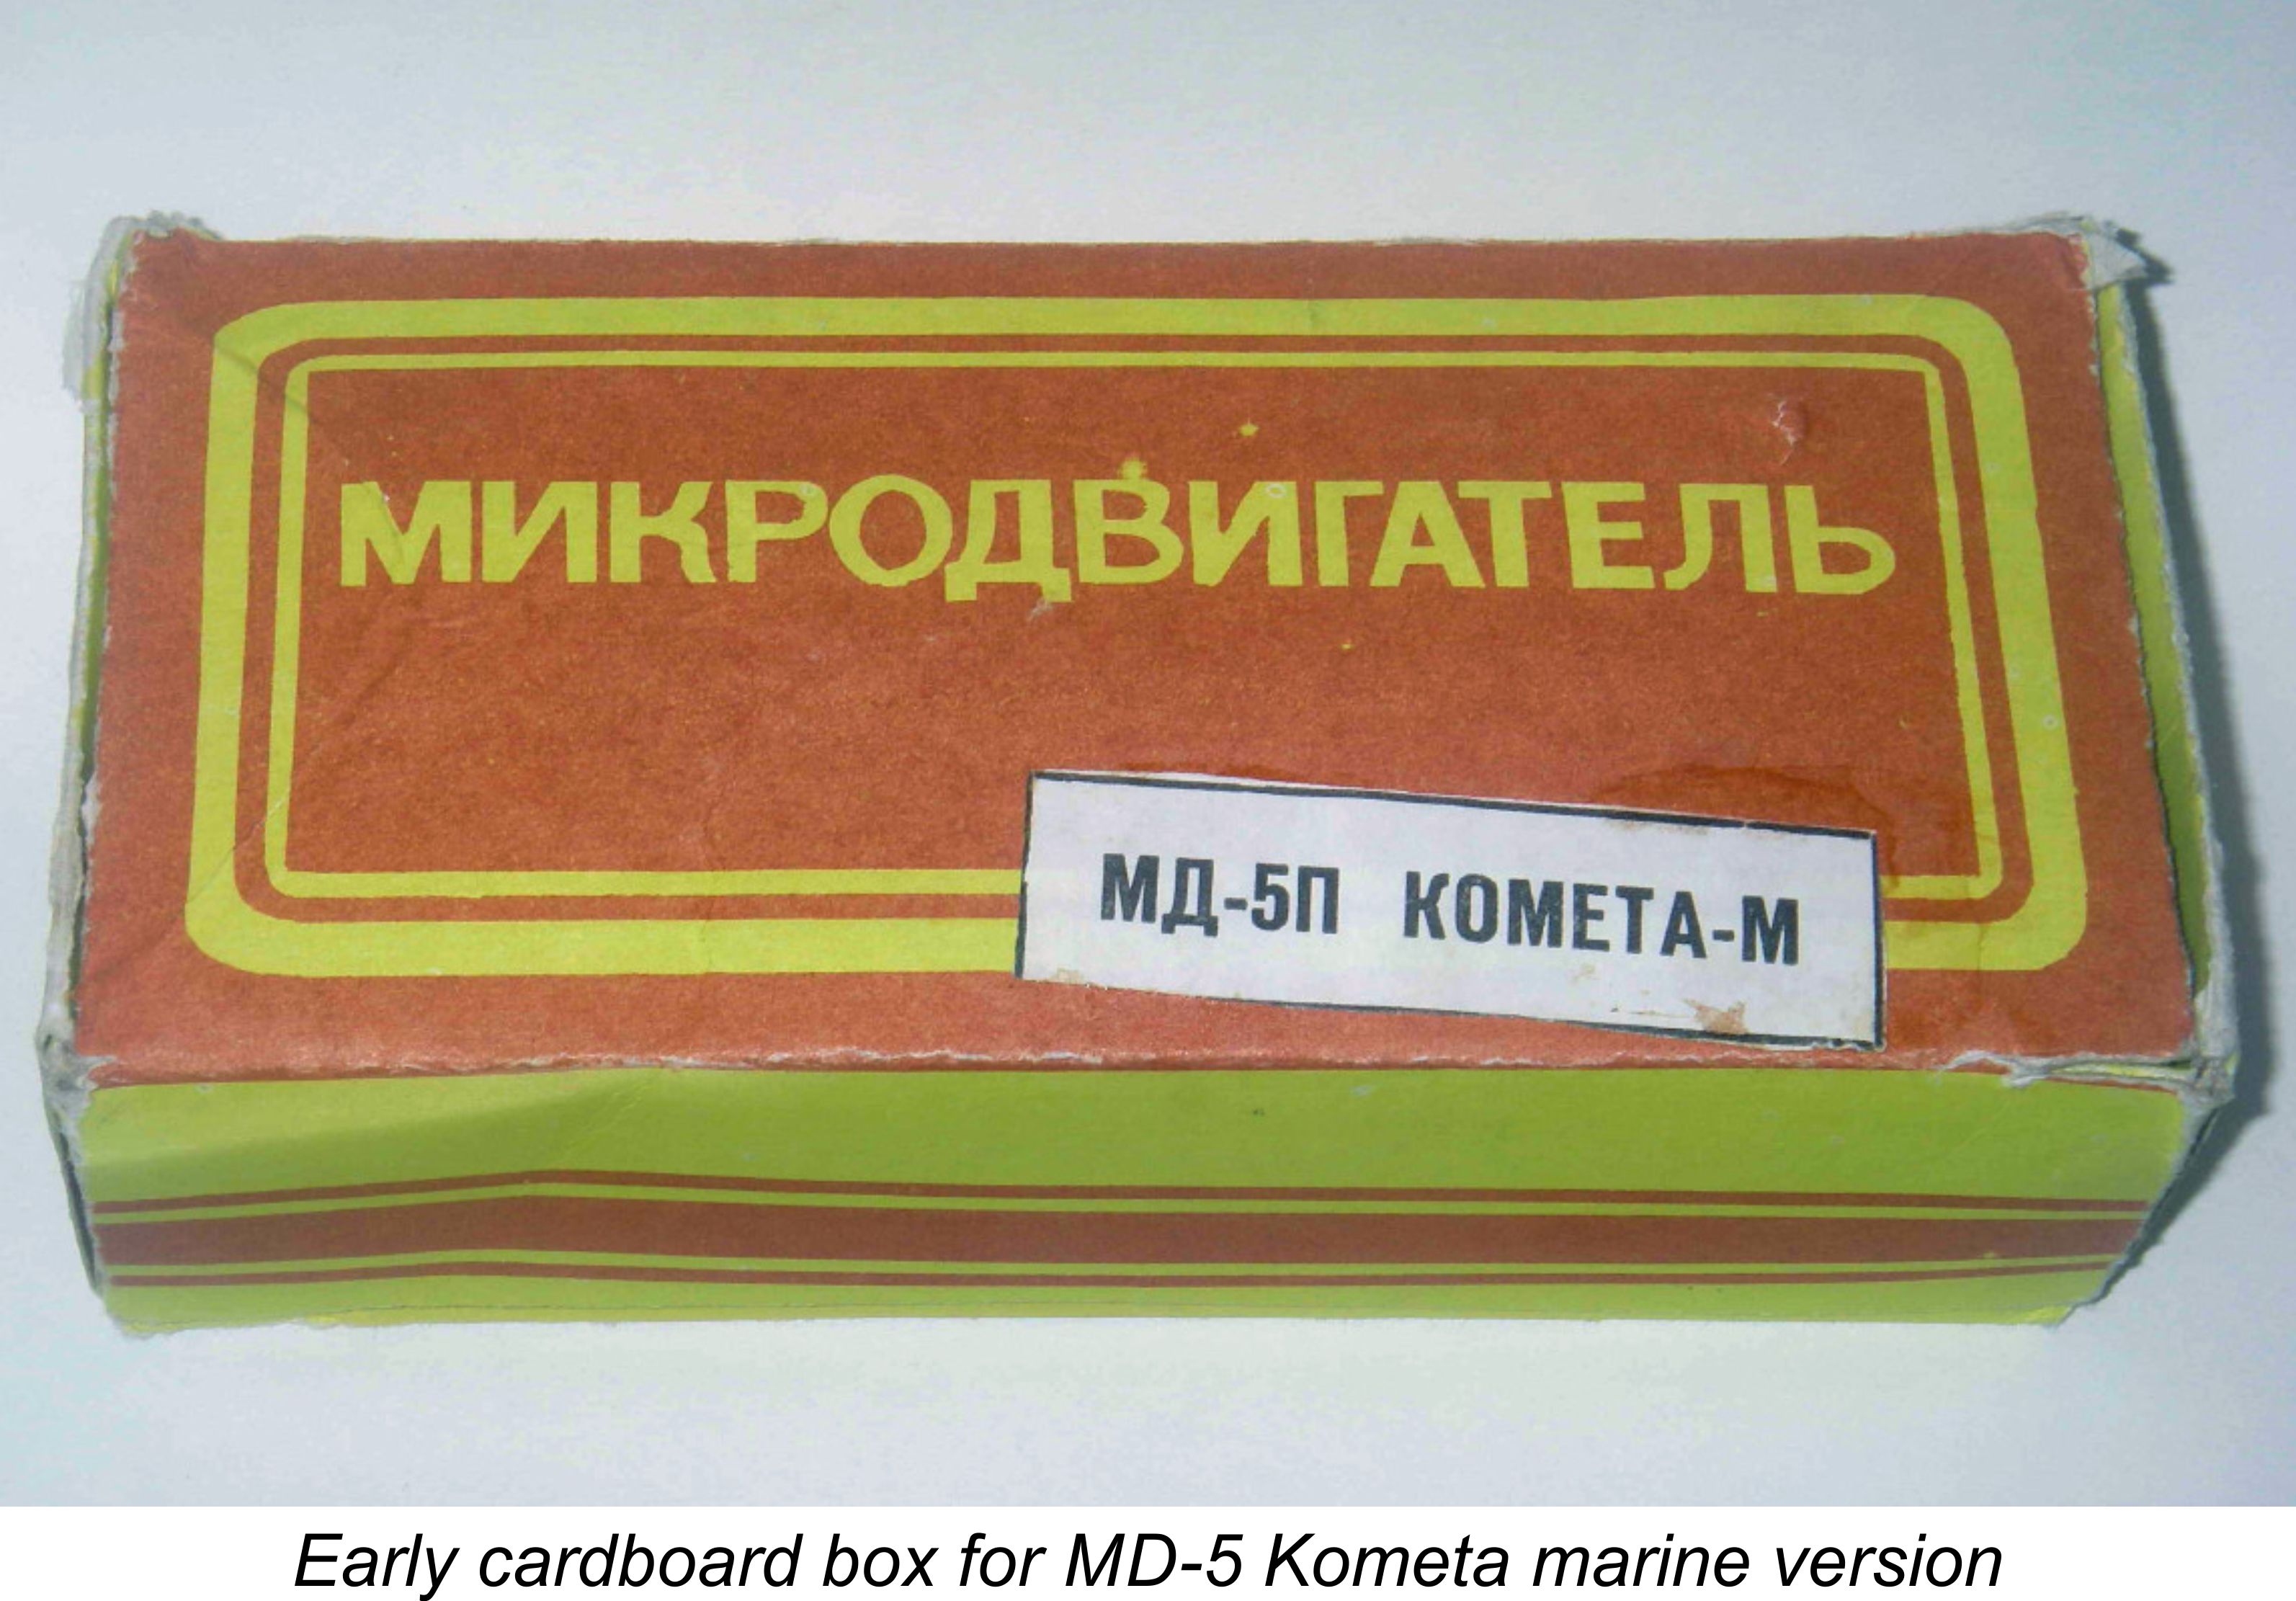 МИКРОДВИГАТЕЛЬ
МД-5П КОМЕТА-М
Early cardboard box for MD-5 Kometa marine version